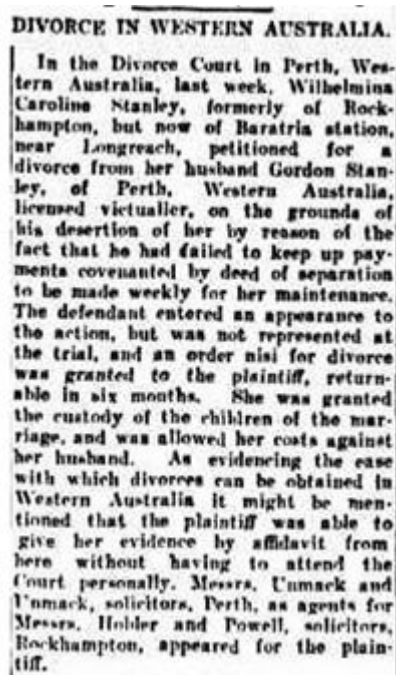 DIVORCE IN WESTERN AUSTRALIA.
In the Divorce Court in Perth, Wes-
tern Australia, last week, Wilhelmina
Caroline Stanley, formerly of Rock-
hampton, but now of Baratria station,
near Longreach, petitioned for a
divorce from her husband Gordon Stan-
ley, of Perth, Western Australia,
licensed victualler, on the grounds of
his desertion of her by reason of the
fact that he had failed to keep up pay-
ments covenanted by deed of separation
to be made weekly for her maintenance.
The defendant entered an appearance to
the action, but was not represented at
the trial, and an order nisi for divorce
was granted to the plaintiff, return-
able in six months. She was granted
the custody of the children of the mar-
riage, and was allowed her costs against
her husband. As evidencing the ease
with which divorces can be obtained in
Western Australia it might be men-
tioned that the plaintiff was able to
give her evidence by affidavit from
here without having to attend the
Court personally. Messrs. Unmack and
Unmack, solicitors, Perth, as agents for
Messrs. Hobler and Powell, solicitors,
Rockhampton, appeared for the plain-
tiff.